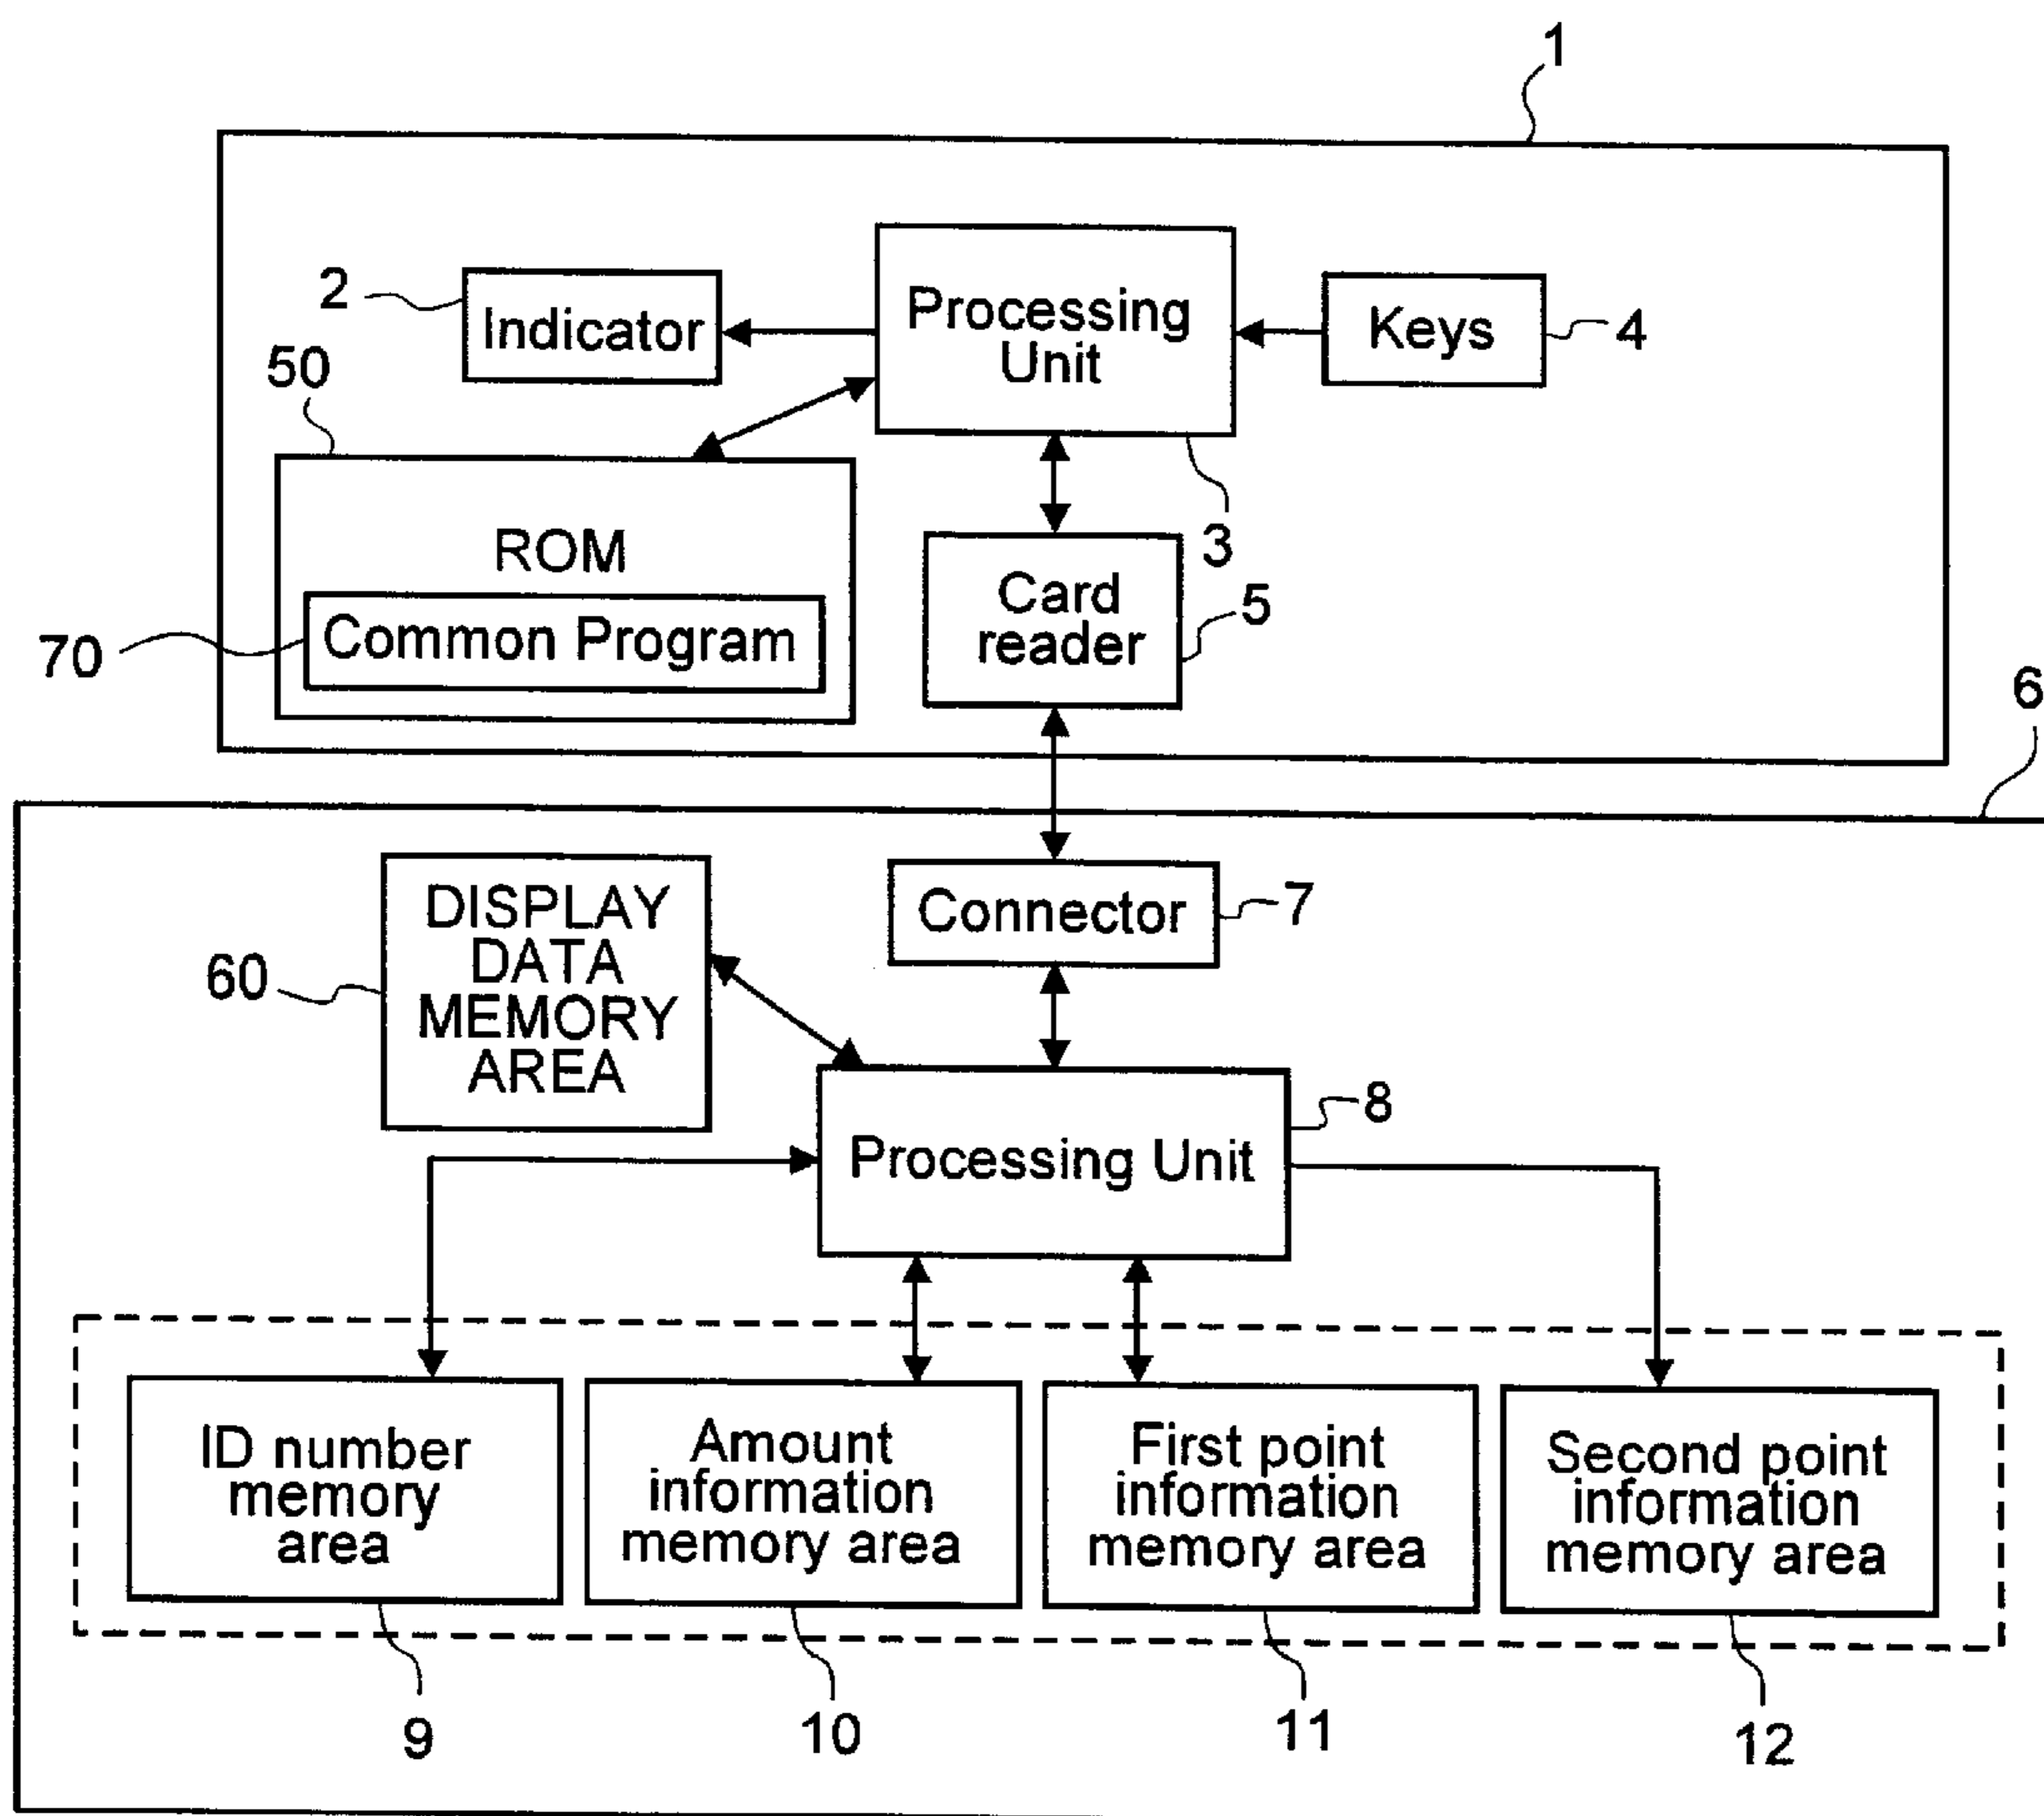 1
2
Indicator
Processing
Unit
Keys
4
50
3
ROM
Common Program
70
Card
reader
5
6
DISPLAY
DATA
MEMORY
AREA
60
Connector
7
8
Processing Unit
ID number
memory
area
Amount
information
memory area
First point
information
memory area
Second point
information
memory area
9
10
11
12